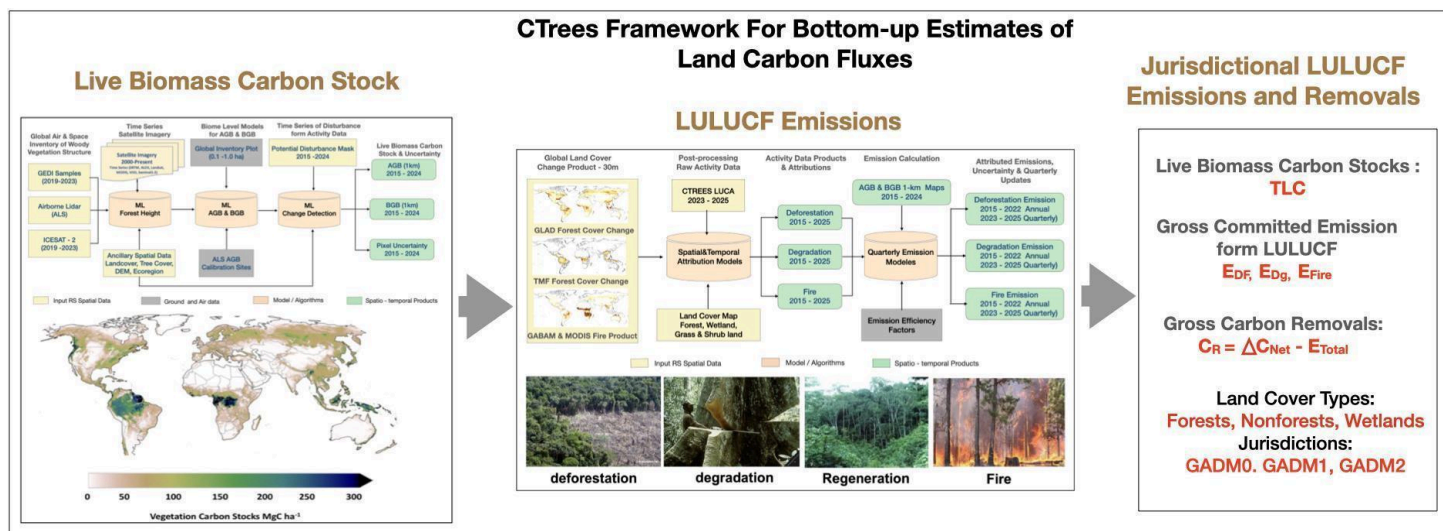 CTrees Framework For Bottom-up Estimates of
Land Carbon Fluxes
Live Biomass Carbon Stock
Global Air & Space
Inventory of Woody
Vegetation Structure
Time Series
Satellite Imagery
Biome Level Models
for AGB & BGB
Time Series of Disturbance
form Activity Data
Live Biomass Carbon
Stock & Uncertainty
GEDI Samples
(2019-2023)
Airborne Lidar
(ALS)
ICESAT - 2
(2019 -2023)
Satellite Imagery
2000-Present
Global Inventory Plot
(0.1 -1.0 ha)
Potential Disturbance Mask
2015 -2024
ML
Forest Height
ML
AGB & BGB
ML
Change Detection
AGB (1km)
2015 - 2024
BGB (1km)
2015 - 2024
Pixel Uncertainty
2015 - 2024
Ancillary Spatial Data
Landcover, Tree Cover,
DEM, Ecoregion
ALS AGB
Calibration Sites
Input RS Spatial Data
Ground and Air data
Model / Algorithms
Spatio - temporal Products
0 50 100 150 200 250 300
Vegetation Carbon Stocks MgC ha⁻¹
LULUCF Emissions
Global Land Cover
Change Product - 30m
Post-processing
Raw Activity Data
Activity Data Products
& Attributions
Emission Calculation
Attributed Emissions,
Uncertainty & Quarterly
Updates
GLAD Forest Cover Change
TMF Forest Cover Change
GABAM & MODIS Fire Product
CTREES LUCA
2023 - 2025
Spatial&Temporal
Attribution Models
Land Cover Map
Forest, Wetland,
Grass & Shrub land
Deforestation
2015 - 2025
Degradation
2015 - 2025
Fire
2015 - 2025
AGB & BGB 1-km Maps
2015 - 2024
Quarterly Emission
Modeles
Emission Efficiency
Factors
Deforestation Emission
2015 - 2022 Annual
2023 - 2025 Quarterly)
Degradation Emission
2015 - 2022 Annual
2023 - 2025 Quarterly)
Fire Emission
2015 - 2022 Annual
2023 - 2025 Quarterly)
Input RS Spatial Data
Model / Algorithms
Spatio - temporal Products
deforestation
degradation
Regeneration
Fire
Jurisdictional LULUCF
Emissions and Removals
Live Biomass Carbon Stocks :
TLC
Gross Committed Emission
form LULUCF
E_DF, E_Dg, E_Fire
Gross Carbon Removals:
C_R = ΔC_Net - E_Total
Land Cover Types:
Forests, Nonforests, Wetlands
Jurisdictions:
GADM0. GADM1, GADM2